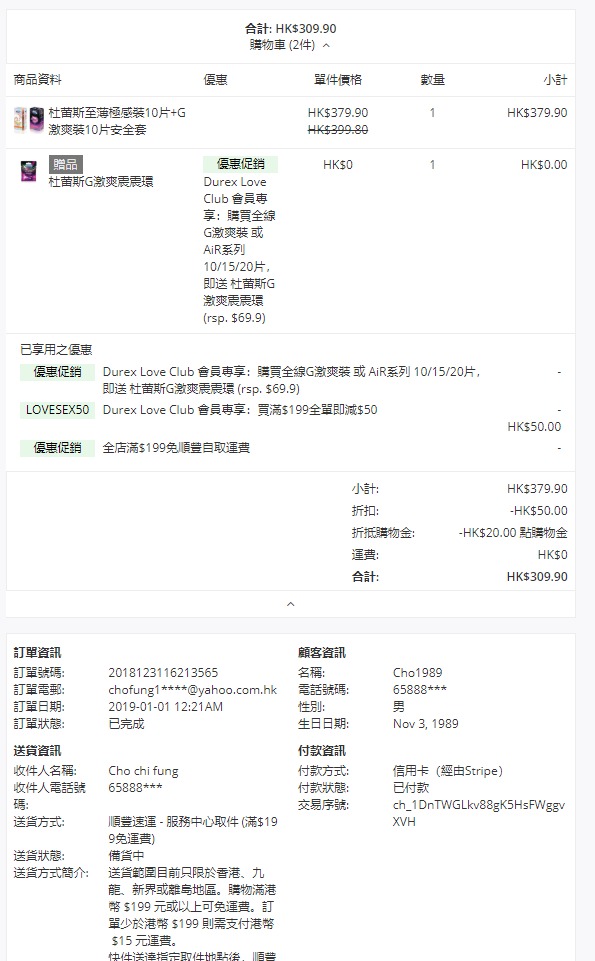 合計: HK$309.90
購物車 (2件)
商品資料 優惠 單件價格 數量 小計
杜蕾斯至薄極感裝10片+G
激爽裝10片安全套
HK$379.90 1 HK$379.90
HK$399.80
贈品
杜蕾斯G激爽震震環
優惠促銷 HK$0 1 HK$0.00
Durex Love
Club 會員專
享：購買全線
G激爽裝 或
AiR系列
10/15/20片，
即送 杜蕾斯G
激爽震震環
(rsp. $69.9)
已享用之優惠
優惠促銷 Durex Love Club 會員專享：購買全線G激爽裝 或 AiR系列 10/15/20片， -
即送 杜蕾斯G激爽震震環 (rsp. $69.9)
LOVESEX50 Durex Love Club 會員專享：買滿$199全單即減$50 -
HK$50.00
優惠促銷 全店滿$199免順豐自取運費 -
小計: HK$379.90
折扣: -HK$50.00
折抵購物金: -HK$20.00 點購物金
運費: HK$0
合計: HK$309.90
訂單資訊
訂單號碼: 2018123116213565
訂單電郵: chofung1****@yahoo.com.hk
訂單日期: 2019-01-01 12:21AM
訂單狀態: 已完成
顧客資訊
名稱: Cho1989
電話號碼: 65888***
性別: 男
生日日期: Nov 3, 1989
送貨資訊
收件人名稱: Cho chi fung
收件人電話號
碼: 65888***
送貨方式: 順豐速運 - 服務中心取件 (滿$19
9免運費)
送貨狀態: 備貨中
送貨方式簡介: 送貨範圍目前只限於香港、九
龍、新界或離島地區。購物滿港
幣 $199 元或以上可免運費。訂
單少於港幣 $199 則需支付港幣
$15 元運費。
快件送達指定取件地點後，順豐
付款資訊
付款方式: 信用卡（經由Stripe）
付款狀態: 已付款
交易序號: ch_1DnTWGLkv88gK5HsFWggv
XVH